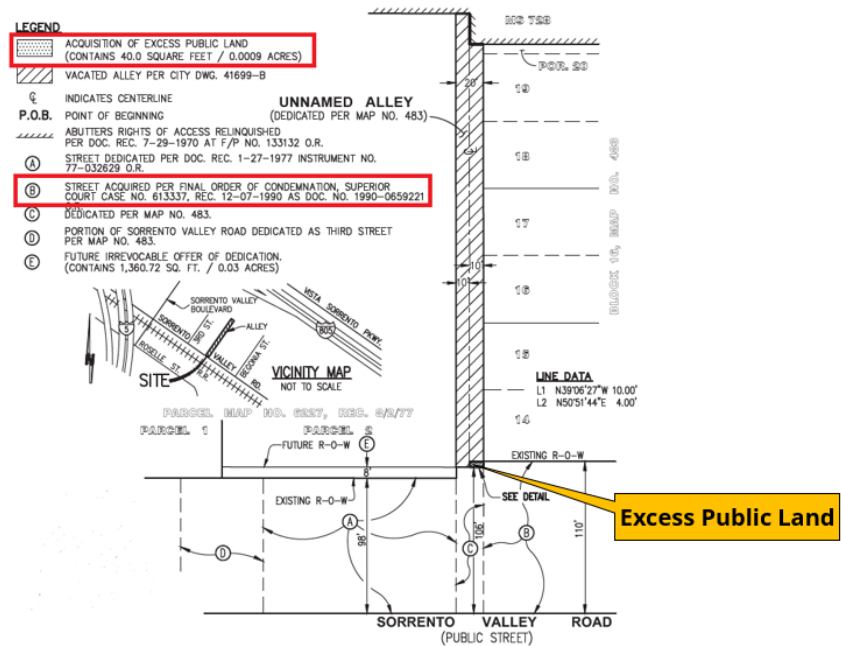 LEGEND
ACQUISITION OF EXCESS PUBLIC LAND
(CONTAINS 40.0 SQUARE FEET / 0.0009 ACRES)
VACATED ALLEY PER CITY DWG. 41699-B
℄ INDICATES CENTERLINE
P.O.B. POINT OF BEGINNING
ABUTTERS RIGHTS OF ACCESS RELINQUISHED
PER DOC. REC. 7-29-1970 AT F/P NO. 133132 O.R.
A STREET DEDICATED PER DOC. REC. 1-27-1977 INSTRUMENT NO.
77-032629 O.R.
B STREET ACQUIRED PER FINAL ORDER OF CONDEMNATION, SUPERIOR
COURT CASE NO. 613337, REC. 12-07-1990 AS DOC. NO. 1990-0659221
C DEDICATED PER MAP NO. 483.
D PORTION OF SORRENTO VALLEY ROAD DEDICATED AS THIRD STREET
PER MAP NO. 483.
E FUTURE IRREVOCABLE OFFER OF DEDICATION.
(CONTAINS 1,360.72 SQ. FT. / 0.03 ACRES)
UNNAMED ALLEY
(DEDICATED PER MAP NO. 483)
MS 723
POR. 20
20'
℄
19
18
17
16
15
14
BLOCK 16, MAP NO. 483
10'
10'
SORRENTO VALLEY
BOULEVARD
VISTA SORRENTO PKWY.
SORRENTO
3RD ST.
ALLEY
5
805
ROSELLE ST.
VALLEY
BEGONIA ST.
R.R.
RD.
SITE
VICINITY MAP
NOT TO SCALE
LINE DATA
L1 N39°06'27"W 10.00'
L2 N50°51'44"E 4.00'
PARCEL MAP NO. 6227, REC. 8/2/77
PARCEL 1
PARCEL 2
FUTURE R-O-W
E
8'
EXISTING R-O-W
EXISTING R-O-W
SEE DETAIL
Excess Public Land
A
B
C
D
98'
106'
110'
SORRENTO VALLEY ROAD
(PUBLIC STREET)